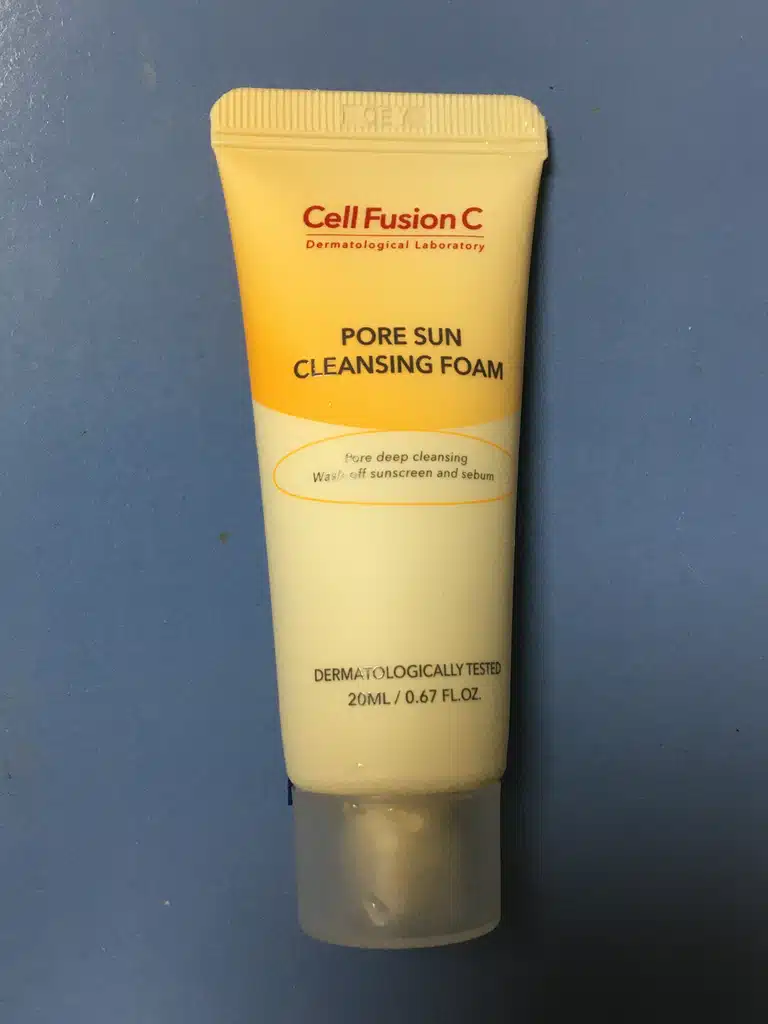 Cell Fusion C
Dermatological Laboratory
PORE SUN
CLEANSING FOAM
Pore deep cleansing
Wash off sunscreen and sebum
DERMATOLOGICALLY TESTED
20ML / 0.67 FL.OZ.